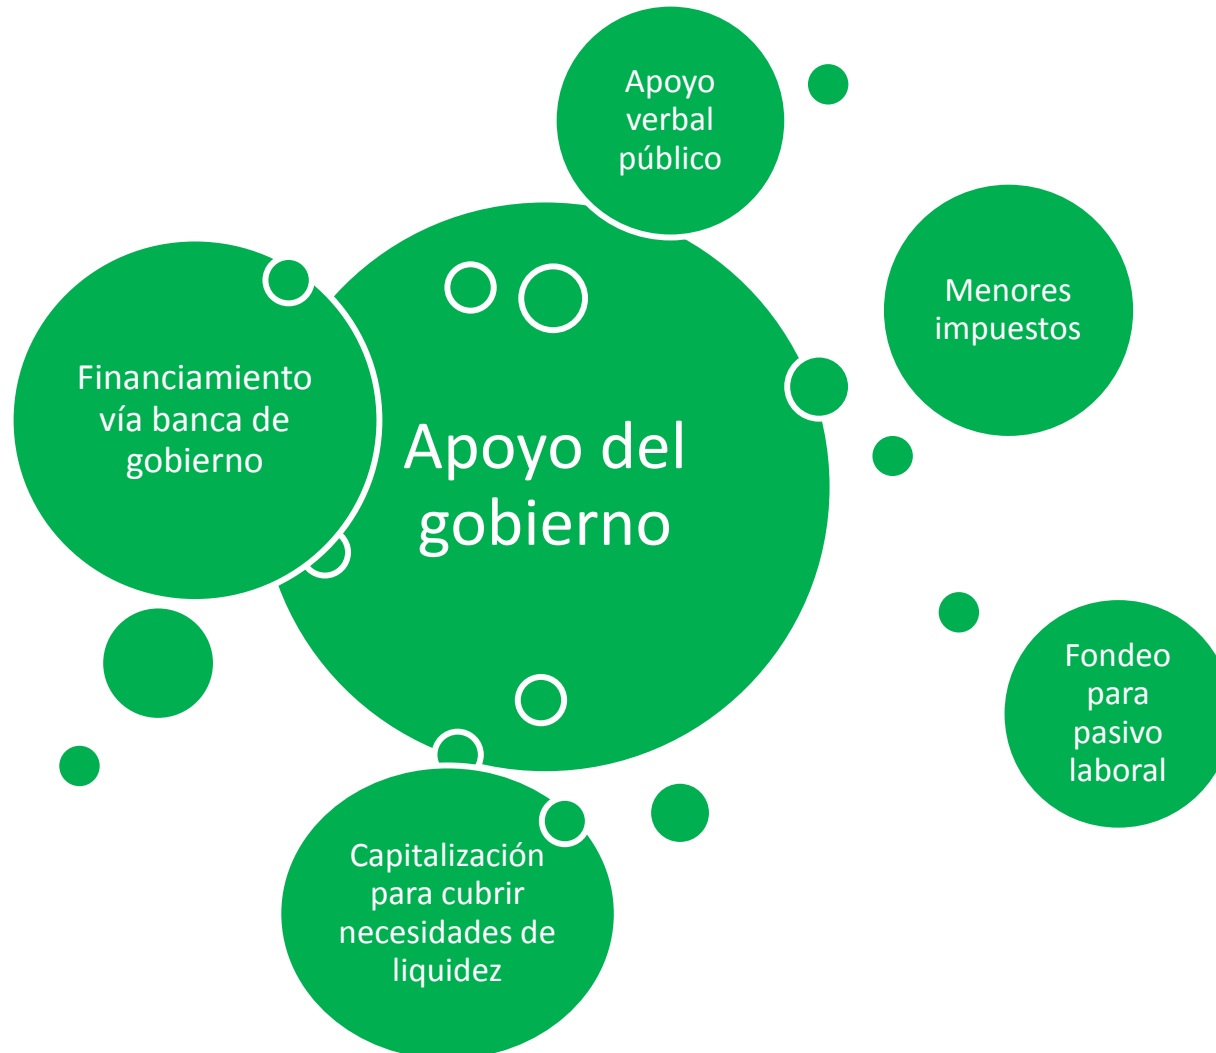 Apoyo
verbal
público
Menores
impuestos
Financiamiento
vía banca de
gobierno
Apoyo del
gobierno
Fondeo
para
pasivo
laboral
Capitalización
para cubrir
necesidades de
liquidez